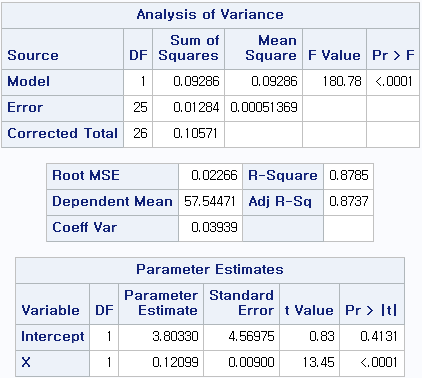 Analysis of Variance
Source DF Sum of Squares Mean Square F Value Pr > F
Model 1 0.09286 0.09286 180.78 <.0001
Error 25 0.01284 0.00051369
Corrected Total 26 0.10571
Root MSE 0.02266 R-Square 0.8785
Dependent Mean 57.54471 Adj R-Sq 0.8737
Coeff Var 0.03939
Parameter Estimates
Variable DF Parameter Estimate Standard Error t Value Pr > |t|
Intercept 1 3.80330 4.56975 0.83 0.4131
X 1 0.12099 0.00900 13.45 <.0001